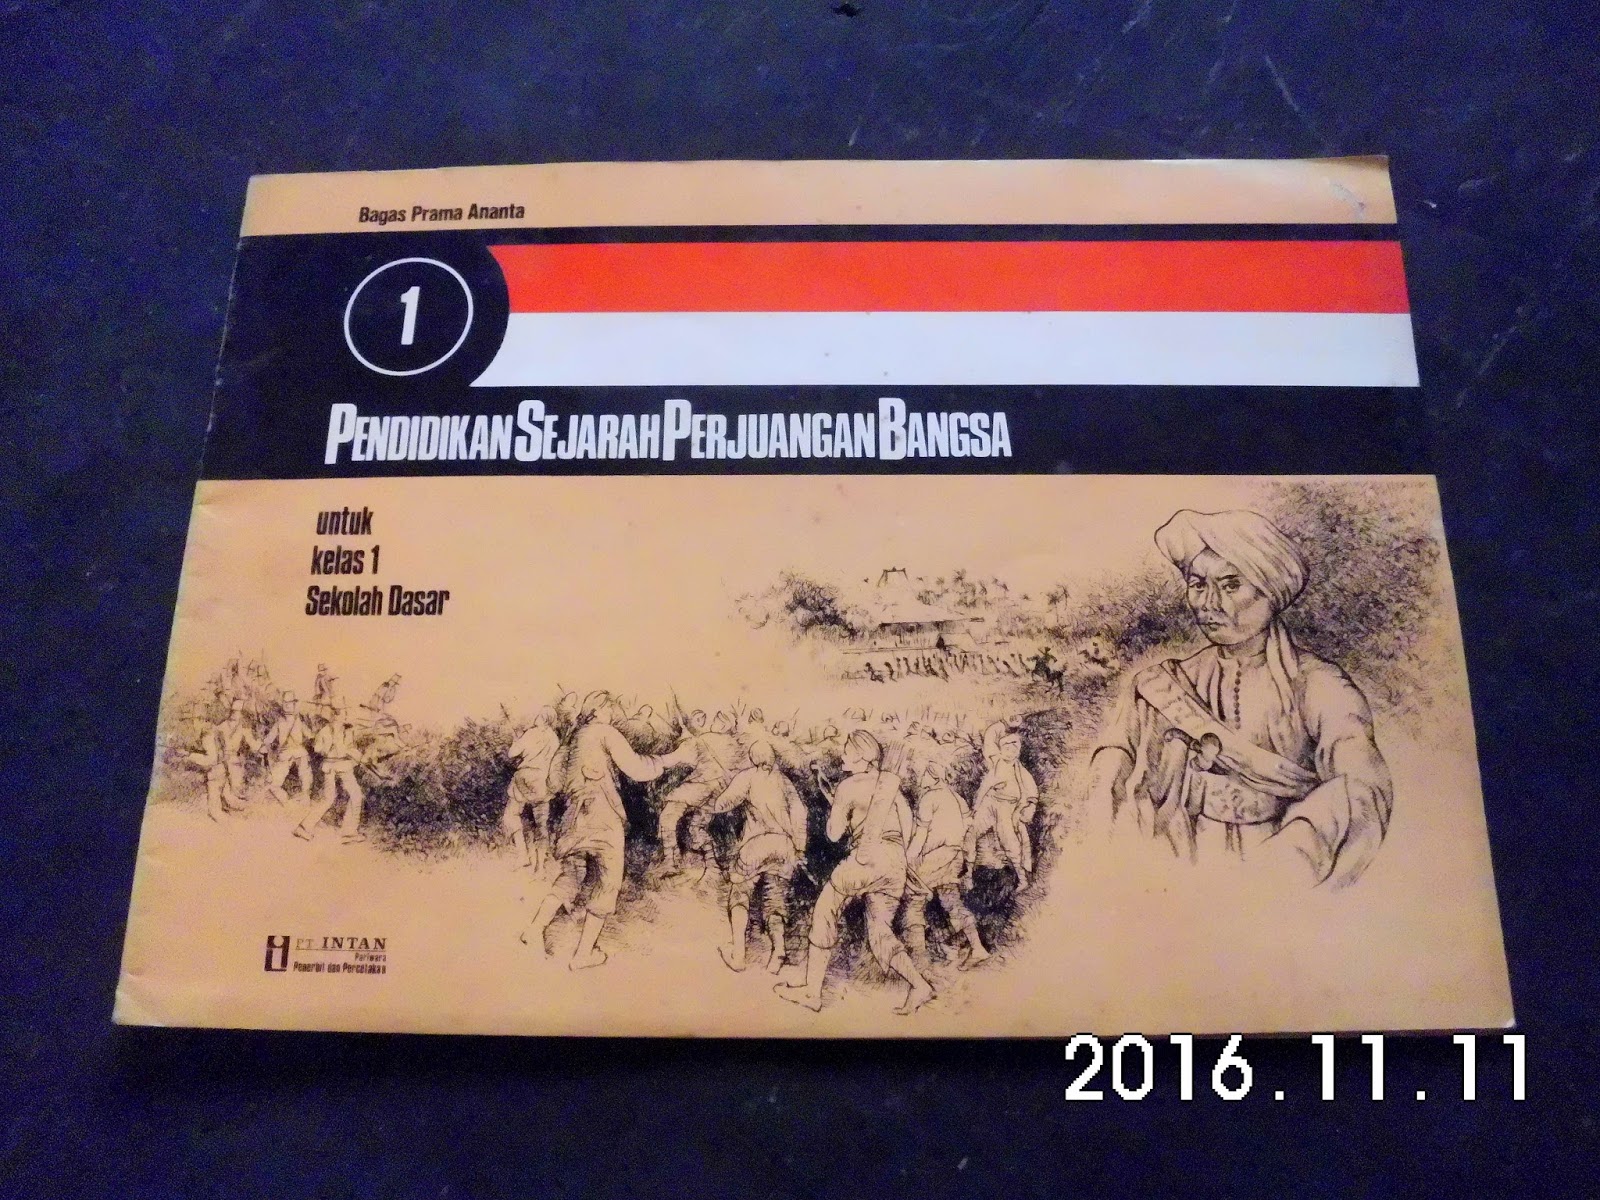 Bagas Prama Ananta
1
PENDIDIKAN SEJARAH PERJUANGAN BANGSA
untuk
kelas 1
Sekolah Dasar
PT INTAN
Pariwara
Penerbit dan Percetakan
2016.11.11